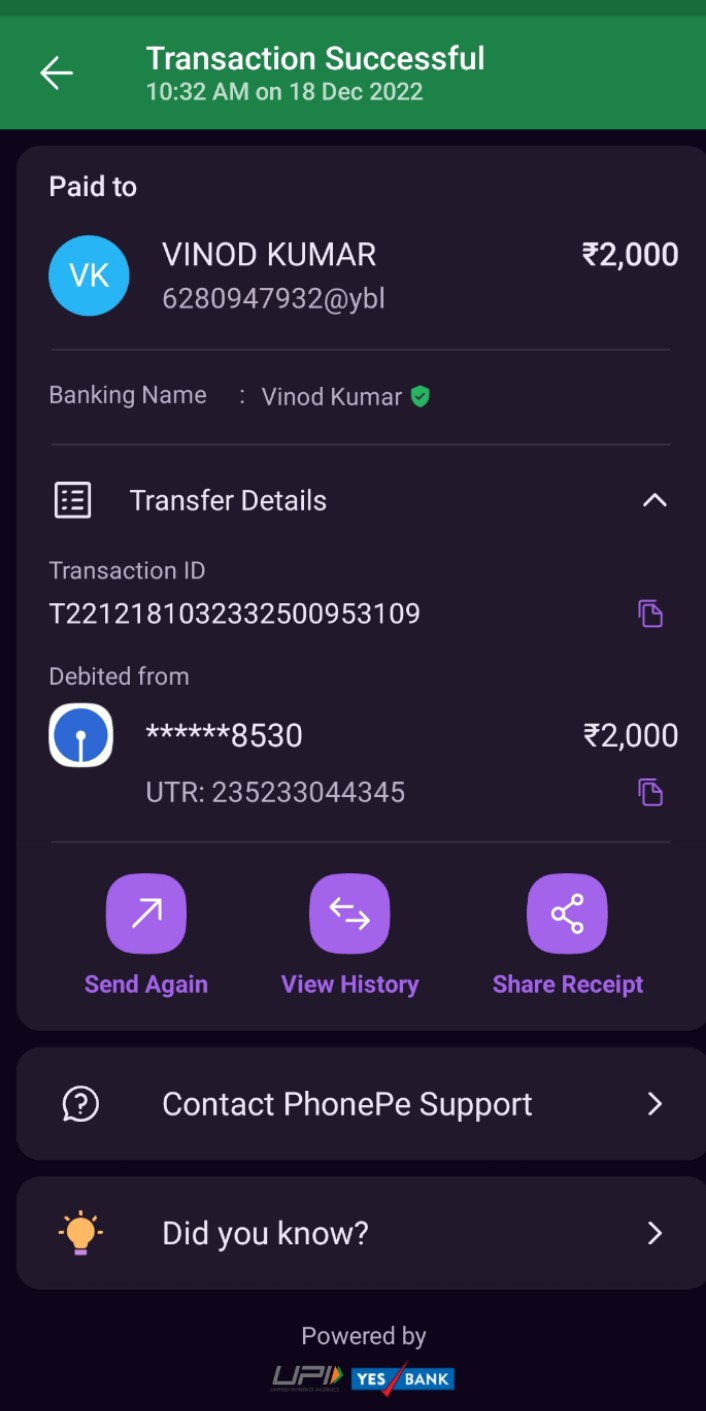 Transaction Successful
10:32 AM on 18 Dec 2022
Paid to
VK
VINOD KUMAR
₹2,000
6280947932@ybl
Banking Name : Vinod Kumar
Transfer Details
Transaction ID
T2212181032332500953109
Debited from
******8530
₹2,000
UTR: 235233044345
Send Again
View History
Share Receipt
Contact PhonePe Support
Did you know?
Powered by
UPI
YES BANK